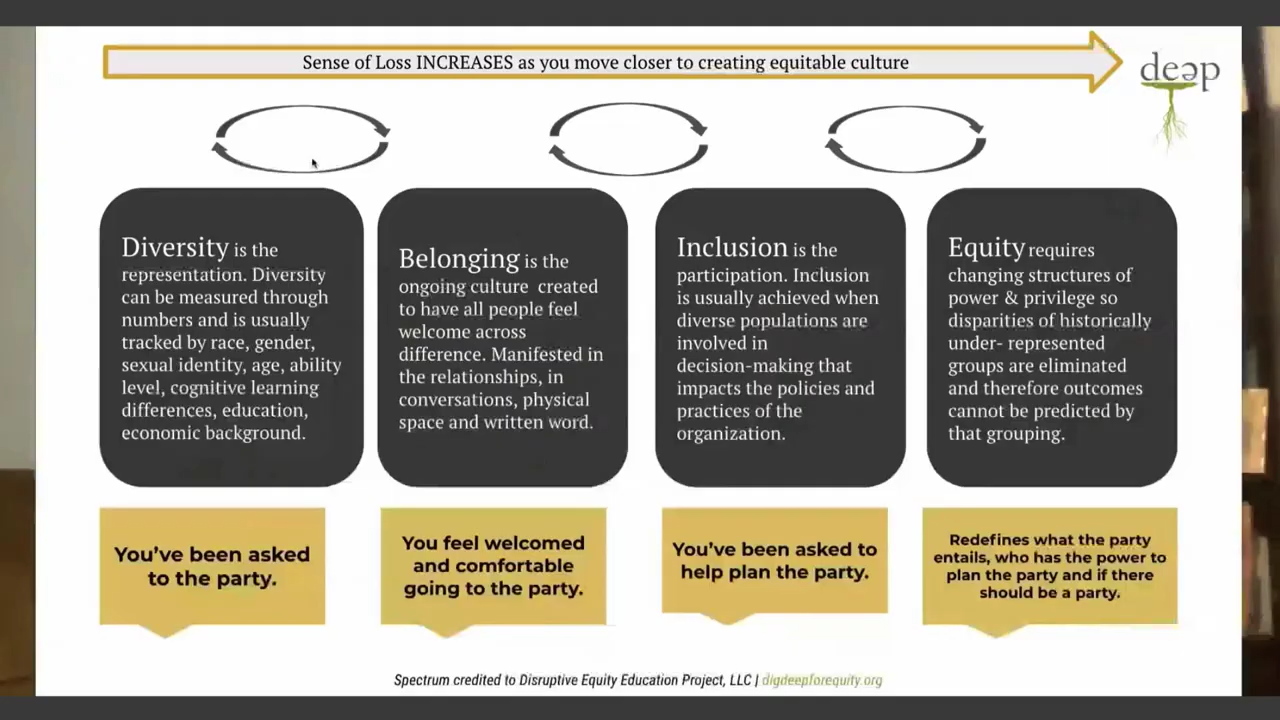 Sense of Loss INCREASES as you move closer to creating equitable culture
deəp
Diversity is the
representation. Diversity
can be measured through
numbers and is usually
tracked by race, gender,
sexual identity, age, ability
level, cognitive learning
differences, education,
economic background.
Belonging is the
ongoing culture created
to have all people feel
welcome across
difference. Manifested in
the relationships, in
conversations, physical
space and written word.
Inclusion is the
participation. Inclusion
is usually achieved when
diverse populations are
involved in
decision-making that
impacts the policies and
practices of the
organization.
Equity requires
changing structures of
power & privilege so
disparities of historically
under- represented
groups are eliminated
and therefore outcomes
cannot be predicted by
that grouping.
You've been asked
to the party.
You feel welcomed
and comfortable
going to the party.
You've been asked to
help plan the party.
Redefines what the party
entails, who has the power to
plan the party and if there
should be a party.
Spectrum credited to Disruptive Equity Education Project, LLC | digdeepforequity.org